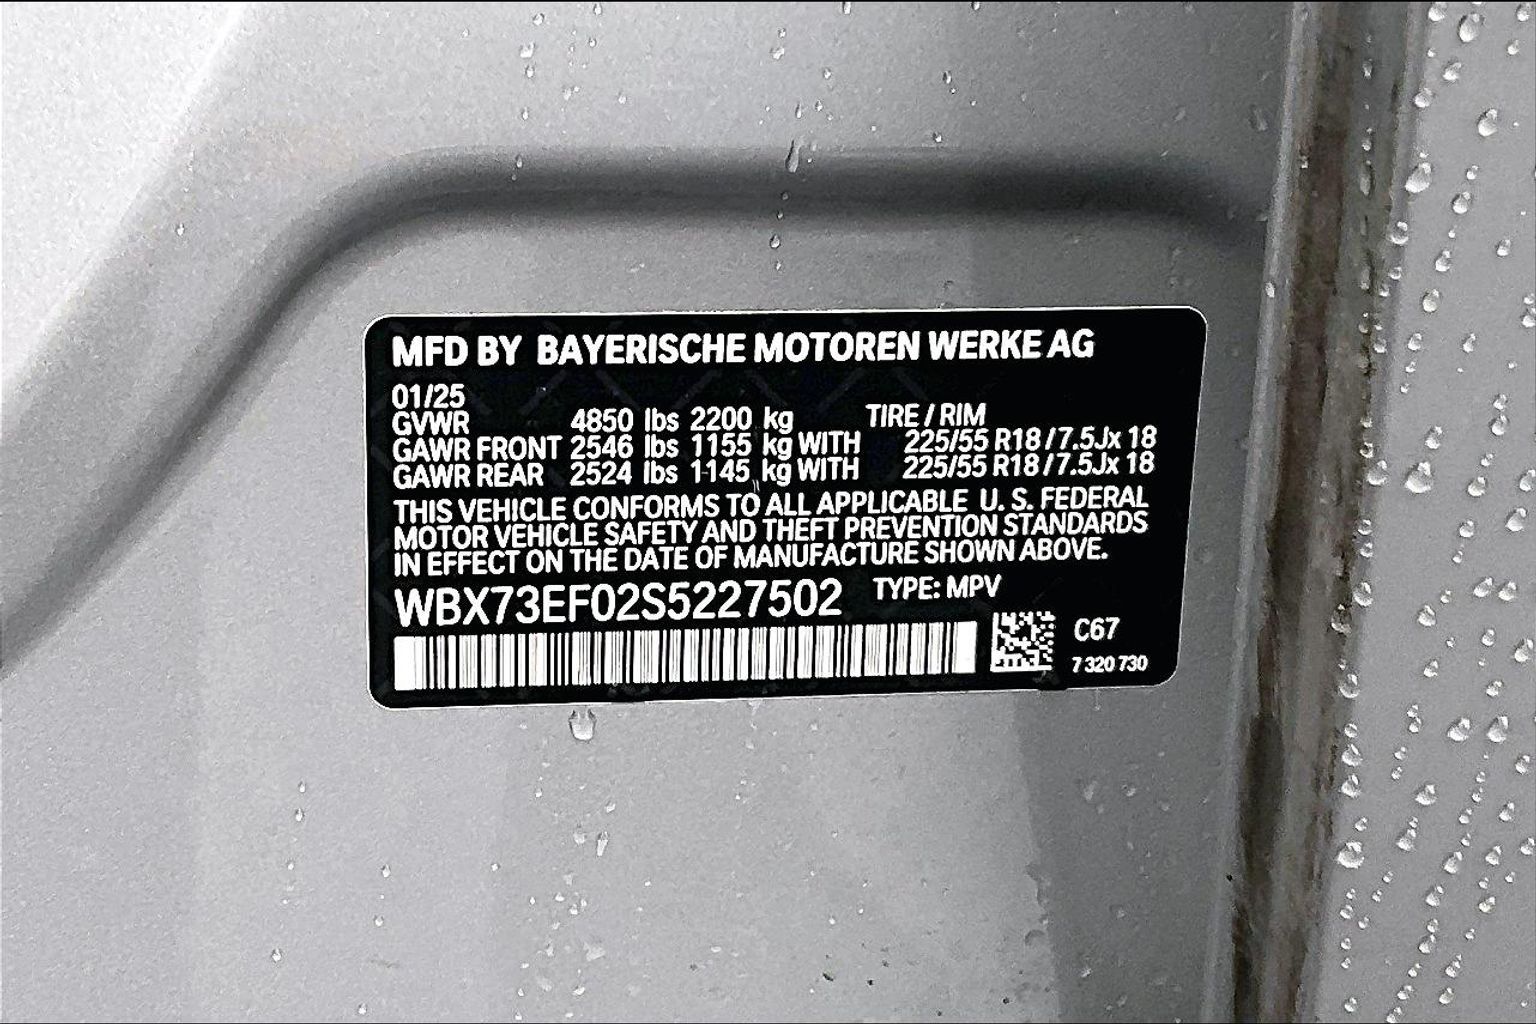 MFD BY BAYERISCHE MOTOREN WERKE AG
01/25
GVWR 4850 lbs 2200 kg TIRE / RIM
GAWR FRONT 2546 lbs 1155 kg WITH 225/55 R18 / 7.5Jx 18
GAWR REAR 2524 lbs 1145 kg WITH 225/55 R18 / 7.5Jx 18
THIS VEHICLE CONFORMS TO ALL APPLICABLE U. S. FEDERAL
MOTOR VEHICLE SAFETY AND THEFT PREVENTION STANDARDS
IN EFFECT ON THE DATE OF MANUFACTURE SHOWN ABOVE.
WBX73EF02S5227502 TYPE: MPV
C67
7 320 730